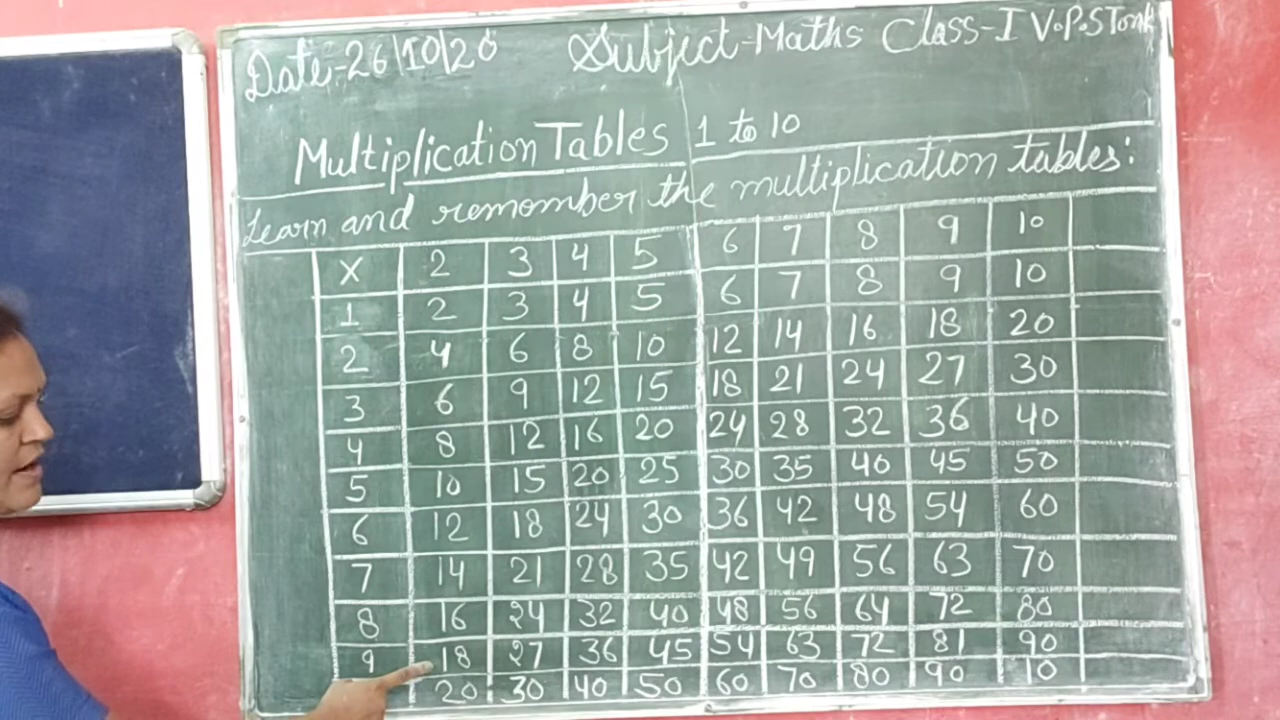 Date:-26/10/20 Subject-Maths Class-I V.P.S Tonk
Multiplication Tables 1 to 10
Learn and remomber the multiplication tables:
X 2 3 4 5 6 7 8 9 10
1 2 3 4 5 6 7 8 9 10
2 4 6 8 10 12 14 16 18 20
3 6 9 12 15 18 21 24 27 30
4 8 12 16 20 24 28 32 36 40
5 10 15 20 25 30 35 40 45 50
6 12 18 24 30 36 42 48 54 60
7 14 21 28 35 42 49 56 63 70
8 16 24 32 40 48 56 64 72 80
9 18 27 36 45 54 63 72 81 90
20 30 40 50 60 70 80 90 10